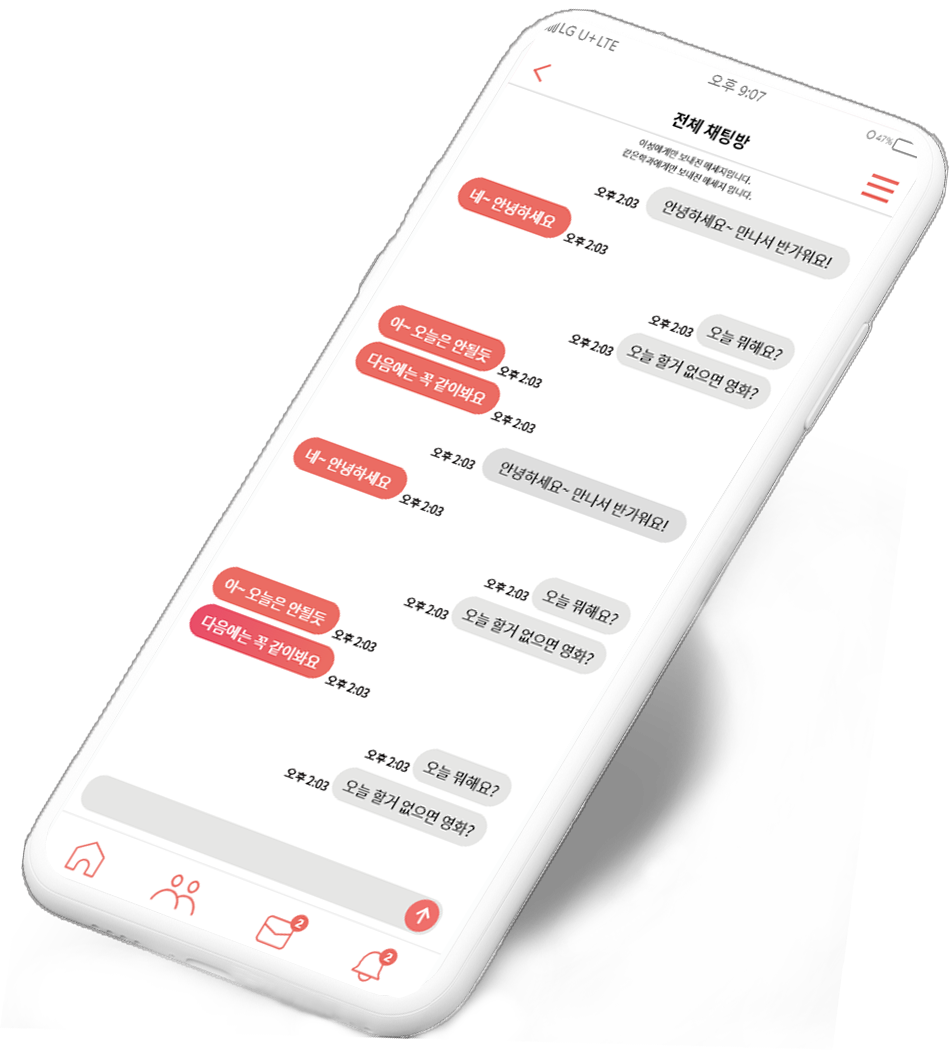 LG U+ LTE
오후 9:07
47%
전체 채팅방
이성에게만 보내진 메세지입니다.
같은학과에게만 보내진 메세지 입니다.
오후 2:03
안녕하세요~ 만나서 반가워요!
네~ 안녕하세요
오후 2:03
오후 2:03
오늘 뭐해요?
오후 2:03
오늘 할거 없으면 영화?
아~ 오늘은 안될듯
오후 2:03
다음에는 꼭 같이봐요
오후 2:03
오후 2:03
안녕하세요~ 만나서 반가워요!
네~ 안녕하세요
오후 2:03
오후 2:03
오늘 뭐해요?
오후 2:03
오늘 할거 없으면 영화?
아~ 오늘은 안될듯
오후 2:03
다음에는 꼭 같이봐요
오후 2:03
오후 2:03
오늘 뭐해요?
오후 2:03
오늘 할거 없으면 영화?
2
2